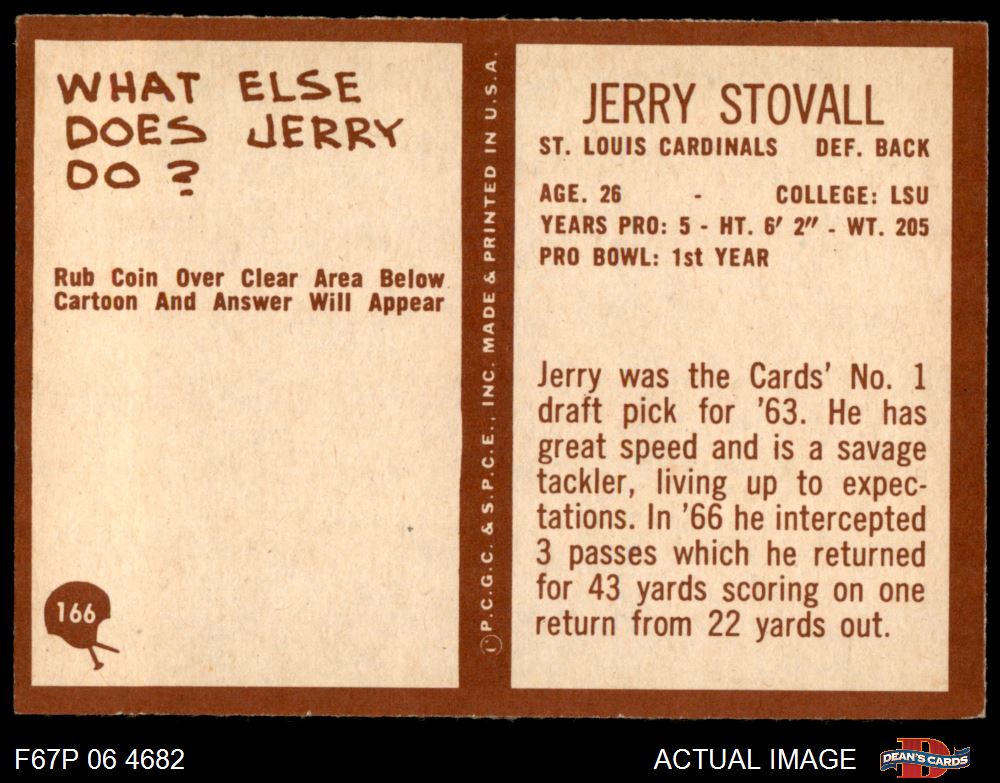 WHAT ELSE
DOES JERRY
DO ?
Rub Coin Over Clear Area Below
Cartoon And Answer Will Appear
166
©P.C.G.C. & S.P.C.E., INC. MADE & PRINTED IN U.S.A.
JERRY STOVALL
ST. LOUIS CARDINALS DEF. BACK
AGE. 26 - COLLEGE: LSU
YEARS PRO: 5 - HT. 6′ 2″ - WT. 205
PRO BOWL: 1st YEAR
Jerry was the Cards' No. 1
draft pick for '63. He has
great speed and is a savage
tackler, living up to expec-
tations. In '66 he intercepted
3 passes which he returned
for 43 yards scoring on one
return from 22 yards out.
F67P 06 4682
ACTUAL IMAGE
DEAN'S CARDS